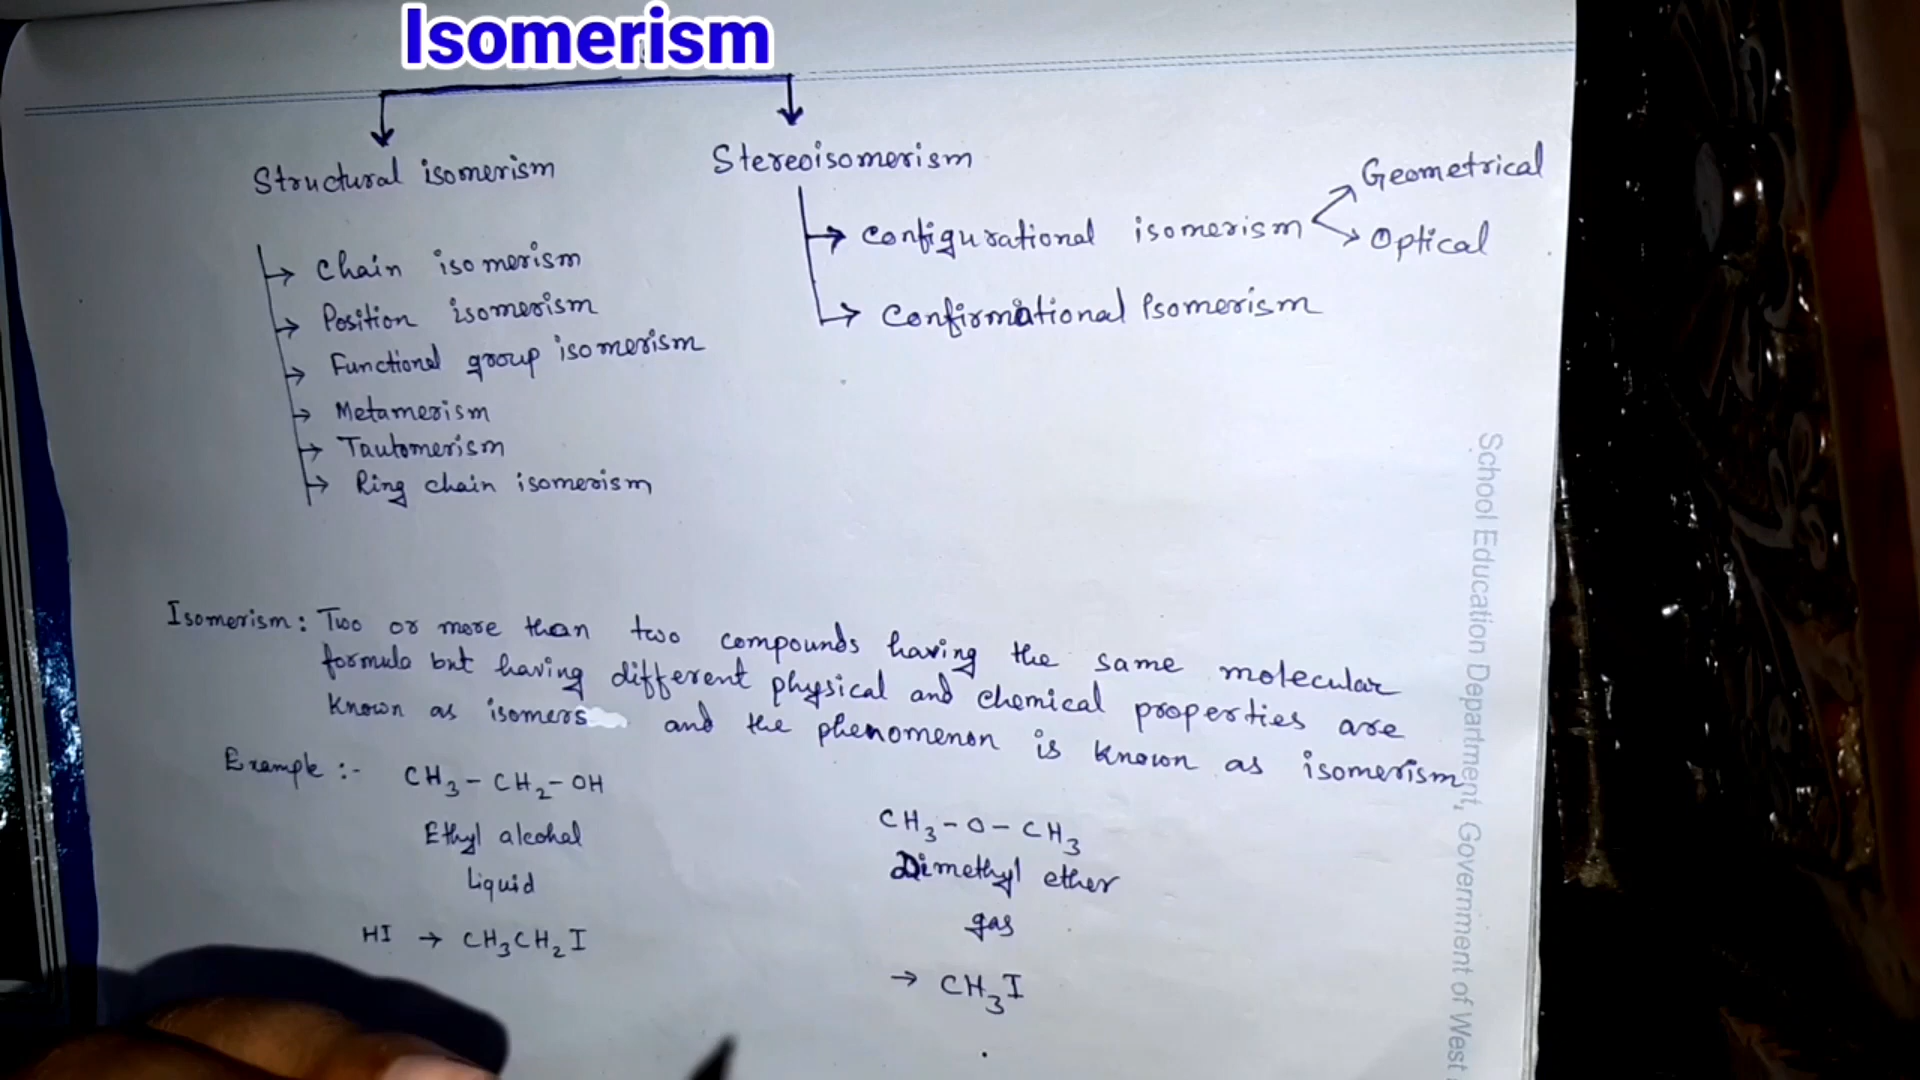 Isomerism
Structural isomerism
Chain isomerism
Position isomerism
Functional group isomerism
Metamerism
Tautomerism
Ring chain isomerism
Stereoisomerism
Configurational isomerism
Geometrical
Optical
Confirmational Isomerism
Isomerism: Two or more than two compounds having the same molecular
formula but having different physical and chemical properties are
known as isomers and the phenomenon is known as isomerism
Example :- CH3-CH2-OH
Ethyl alcohal
Liquid
HI → CH3CH2I
CH3-O-CH3
Dimethyl ether
gas
→ CH3I
School Education Department, Government of West